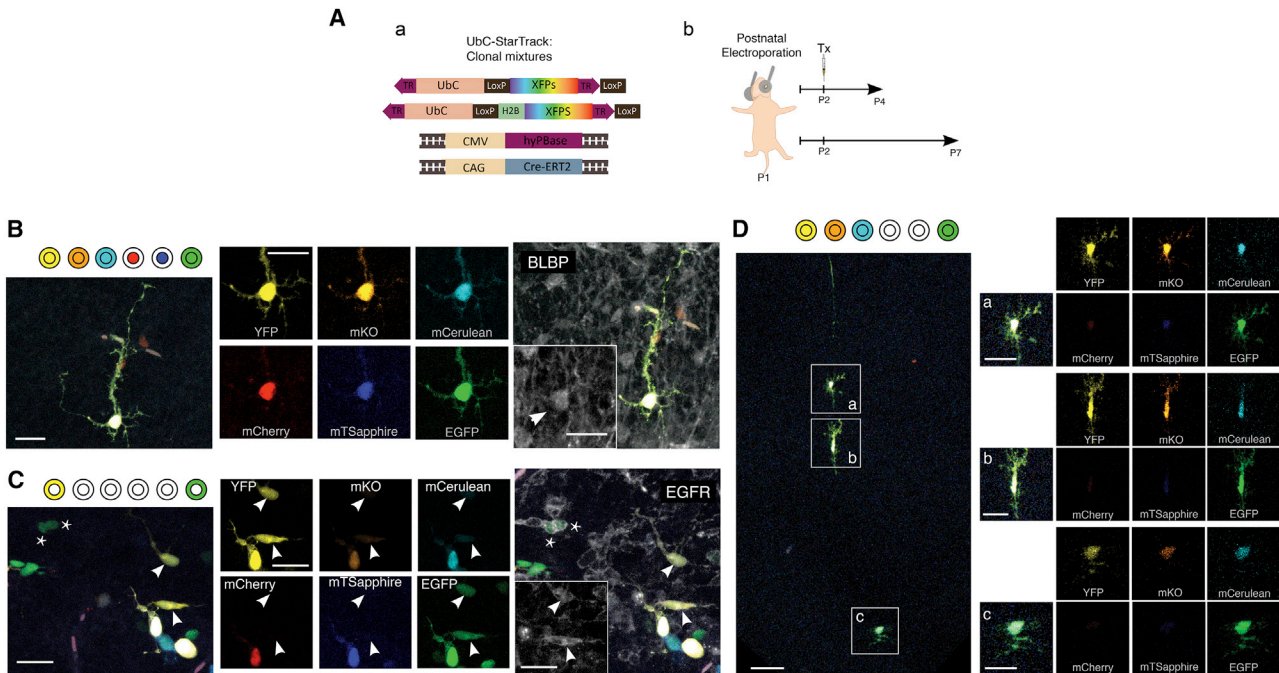 A
a
UbC-StarTrack:
Clonal mixtures
TR UbC LoxP XFPs TR LoxP
TR UbC LoxP H2B XFPS TR LoxP
CMV hyPBase
CAG Cre-ERT2
b
Postnatal
Electroporation
Tx
P2
P4
P2
P7
P1
B
YFP mKO mCerulean
mCherry mTSapphire EGFP
BLBP
C
YFP mKO mCerulean
mCherry mTSapphire EGFP
EGFR
* *
* *
D
a
b
c
YFP mKO mCerulean
a
mCherry mTSapphire EGFP
YFP mKO mCerulean
b
mCherry mTSapphire EGFP
YFP mKO mCerulean
c
mCherry mTSapphire EGFP